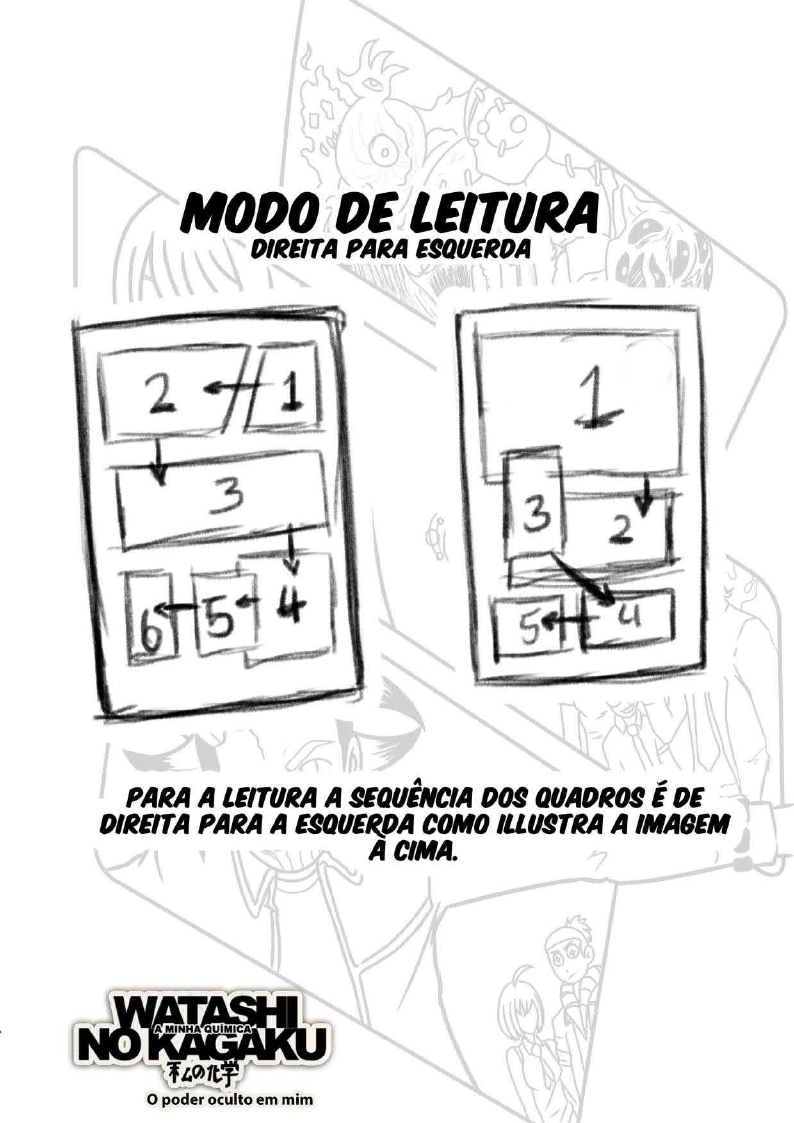 MODO DE LEITURA
DIREITA PARA ESQUERDA
2 1
3
6 5 4
1
3 2
5 4
PARA A LEITURA A SEQUÊNCIA DOS QUADROS É DE
DIREITA PARA A ESQUERDA COMO ILLUSTRA A IMAGEM
À CIMA.
WATASHI
A MINHA QUÍMICA
NO KAGAKU
私の化学
O poder oculto em mim